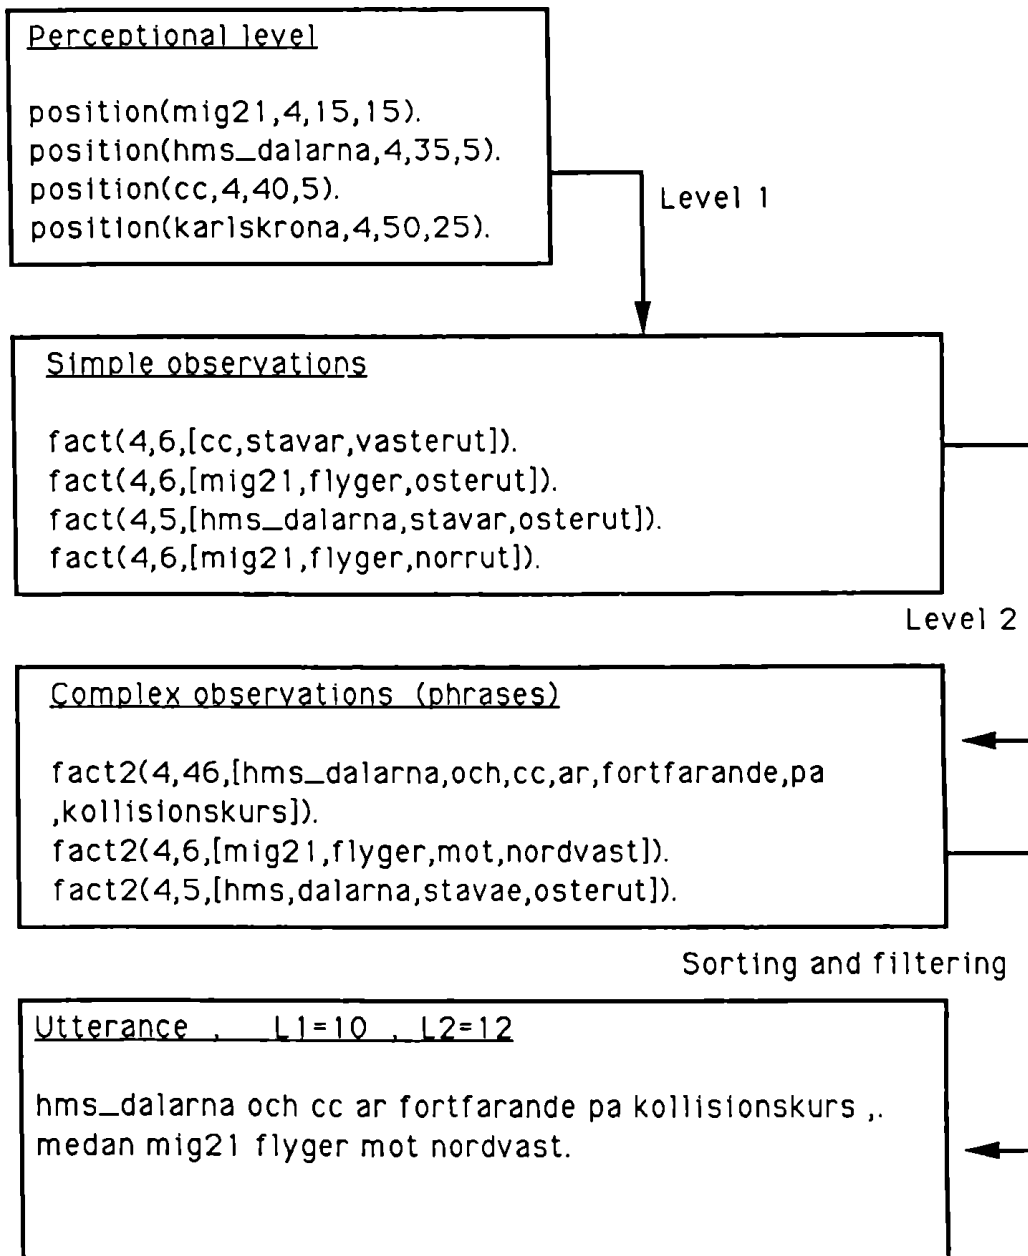 Perceptional level
position(mig21,4,15,15).
position(hms_dalarna,4,35,5).
position(cc,4,40,5).
position(karlskrona,4,50,25).
Level 1
Simple observations
fact(4,6,[cc,stavar,vasterut]).
fact(4,6,[mig21,flyger,osterut]).
fact(4,5,[hms_dalarna,stavar,osterut]).
fact(4,6,[mig21,flyger,norrut]).
Level 2
Complex observations (phrases)
fact2(4,46,[hms_dalarna,och,cc,ar,fortfarande,pa
,kollisionskurs]).
fact2(4,6,[mig21,flyger,mot,nordvast]).
fact2(4,5,[hms,dalarna,stavae,osterut]).
Sorting and filtering
Utterance , L1=10 , L2=12
hms_dalarna och cc ar fortfarande pa kollisionskurs ,.
medan mig21 flyger mot nordvast.